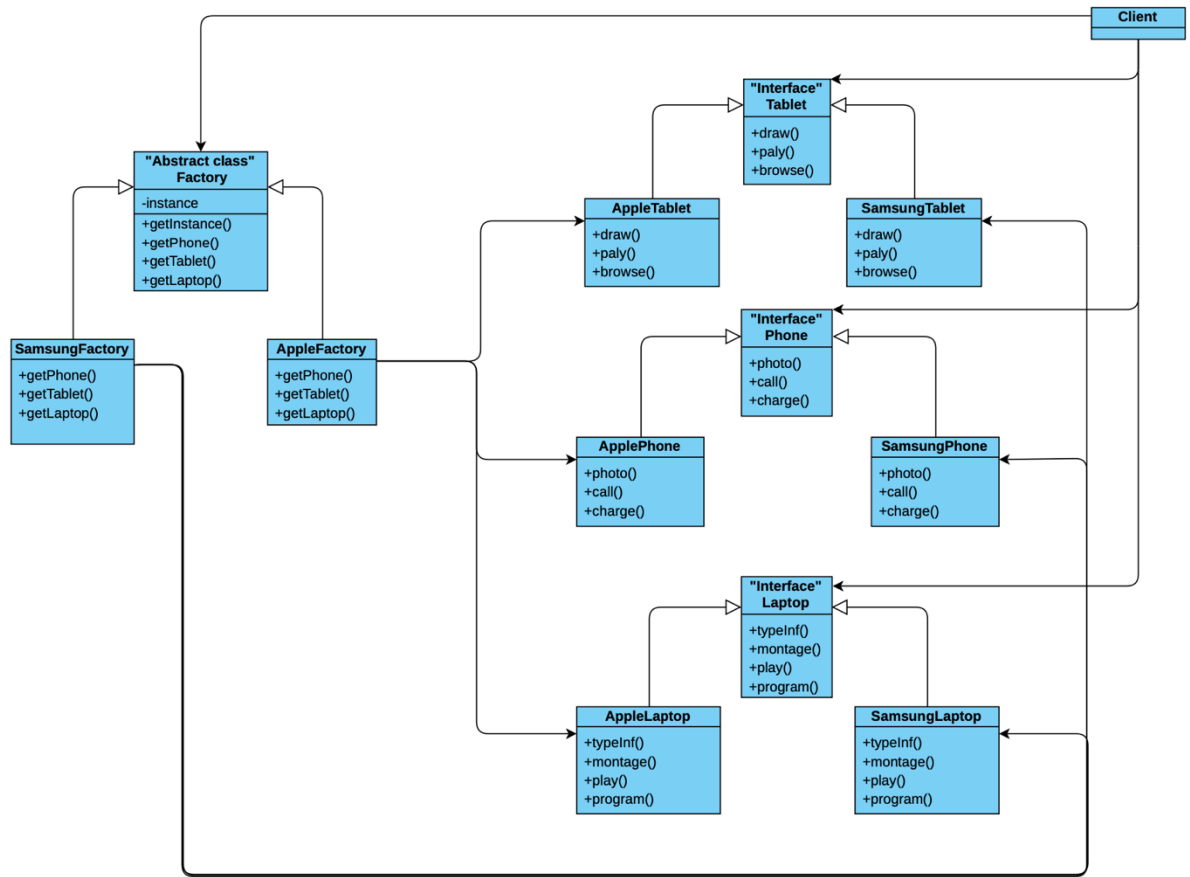 Client
"Interface"
Tablet
+draw()
+paly()
+browse()
"Abstract class"
Factory
-instance
+getInstance()
+getPhone()
+getTablet()
+getLaptop()
AppleTablet
+draw()
+paly()
+browse()
SamsungTablet
+draw()
+paly()
+browse()
"Interface"
Phone
+photo()
+call()
+charge()
SamsungFactory
+getPhone()
+getTablet()
+getLaptop()
AppleFactory
+getPhone()
+getTablet()
+getLaptop()
ApplePhone
+photo()
+call()
+charge()
SamsungPhone
+photo()
+call()
+charge()
"Interface"
Laptop
+typeInf()
+montage()
+play()
+program()
AppleLaptop
+typeInf()
+montage()
+play()
+program()
SamsungLaptop
+typeInf()
+montage()
+play()
+program()